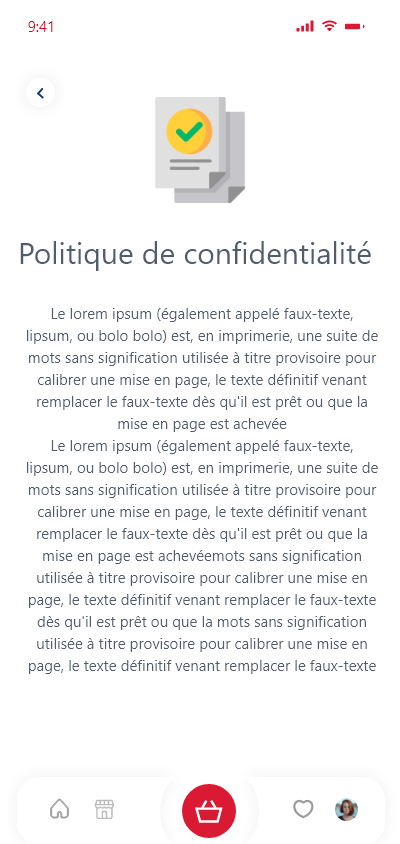 9:41
Politique de confidentialité
Le lorem ipsum (également appelé faux-texte,
lipsum, ou bolo bolo) est, en imprimerie, une suite de
mots sans signification utilisée à titre provisoire pour
calibrer une mise en page, le texte définitif venant
remplacer le faux-texte dès qu'il est prêt ou que la
mise en page est achevée
Le lorem ipsum (également appelé faux-texte,
lipsum, ou bolo bolo) est, en imprimerie, une suite de
mots sans signification utilisée à titre provisoire pour
calibrer une mise en page, le texte définitif venant
remplacer le faux-texte dès qu'il est prêt ou que la
mise en page est achevéemots sans signification
utilisée à titre provisoire pour calibrer une mise en
page, le texte définitif venant remplacer le faux-texte
dès qu'il est prêt ou que la mots sans signification
utilisée à titre provisoire pour calibrer une mise en
page, le texte définitif venant remplacer le faux-texte